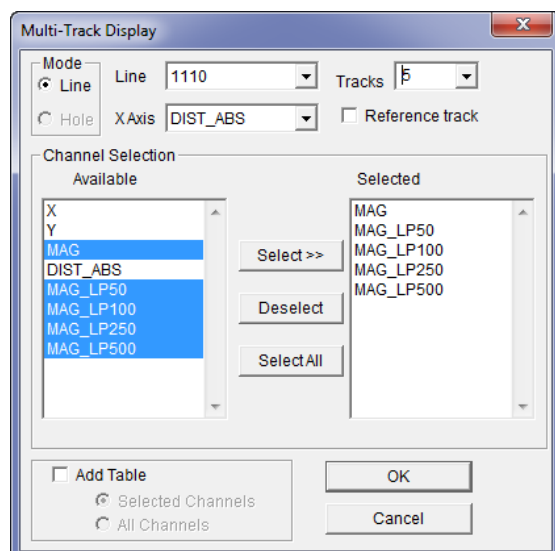 Multi-Track Display
Mode
Line
Hole
Line 1110
X Axis DIST_ABS
Tracks 5
Reference track
Channel Selection
Available
X
Y
MAG
DIST_ABS
MAG_LP50
MAG_LP100
MAG_LP250
MAG_LP500
Select >>
Deselect
Select All
Selected
MAG
MAG_LP50
MAG_LP100
MAG_LP250
MAG_LP500
Add Table
Selected Channels
All Channels
OK
Cancel